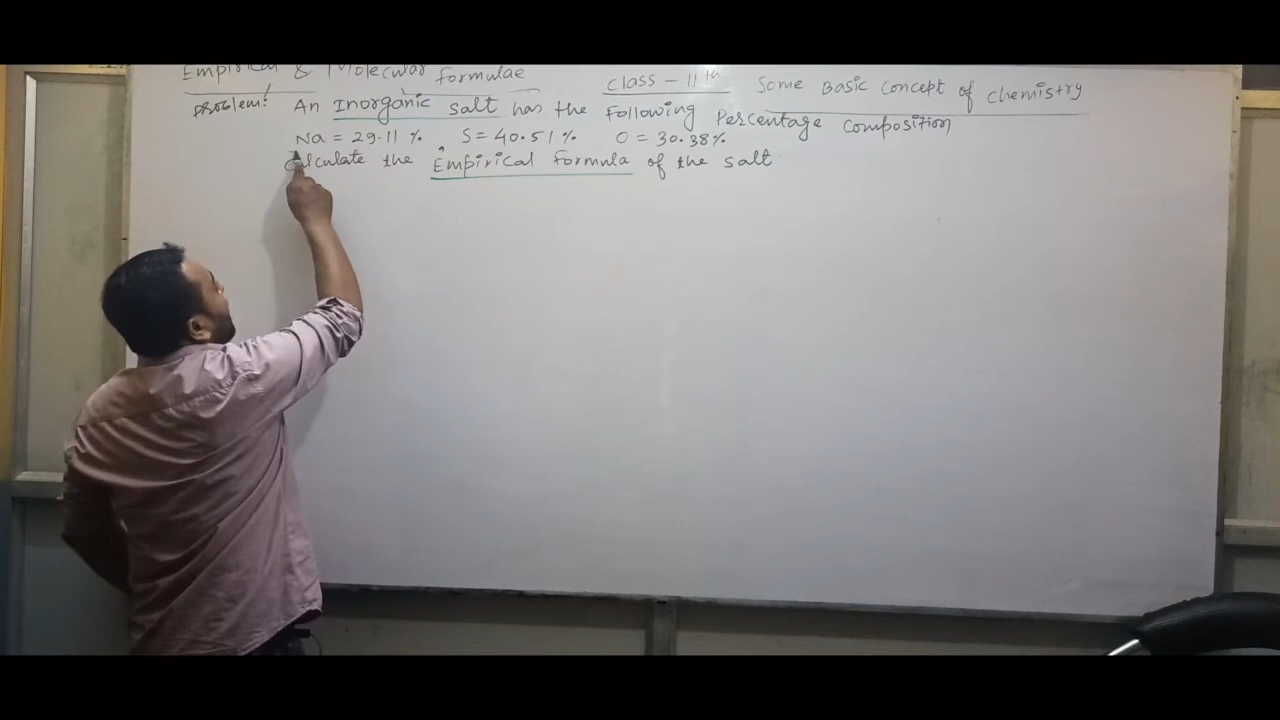 Empirical & Molecular formulae
class - 11th Some Basic Concept of Chemistry
Problem: An Inorganic salt has the Following Percentage Composition
Na = 29.11 % S = 40.51 % O = 30.38%
Calculate the Empirical formula of the salt